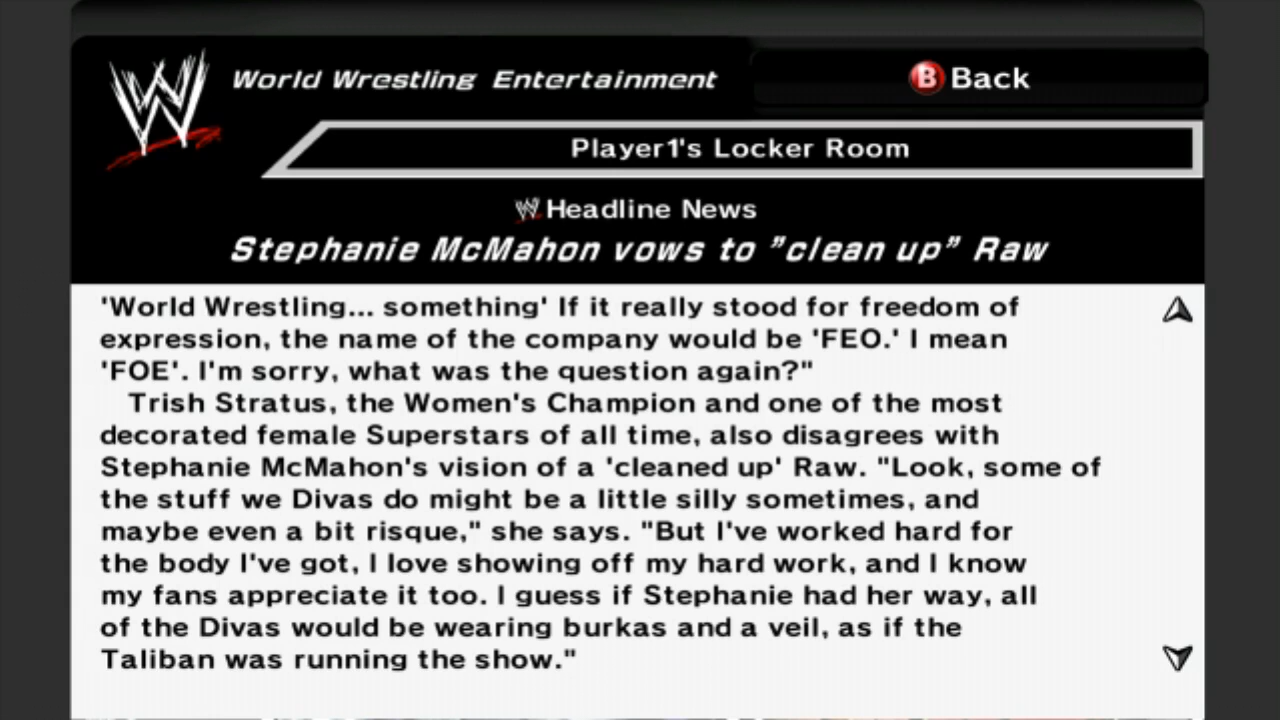 W World Wrestling Entertainment
B Back
Player1's Locker Room
W Headline News
Stephanie McMahon vows to "clean up" Raw
'World Wrestling... something' If it really stood for freedom of
expression, the name of the company would be 'FEO.' I mean
'FOE'. I'm sorry, what was the question again?"
Trish Stratus, the Women's Champion and one of the most
decorated female Superstars of all time, also disagrees with
Stephanie McMahon's vision of a 'cleaned up' Raw. "Look, some of
the stuff we Divas do might be a little silly sometimes, and
maybe even a bit risque," she says. "But I've worked hard for
the body I've got, I love showing off my hard work, and I know
my fans appreciate it too. I guess if Stephanie had her way, all
of the Divas would be wearing burkas and a veil, as if the
Taliban was running the show."